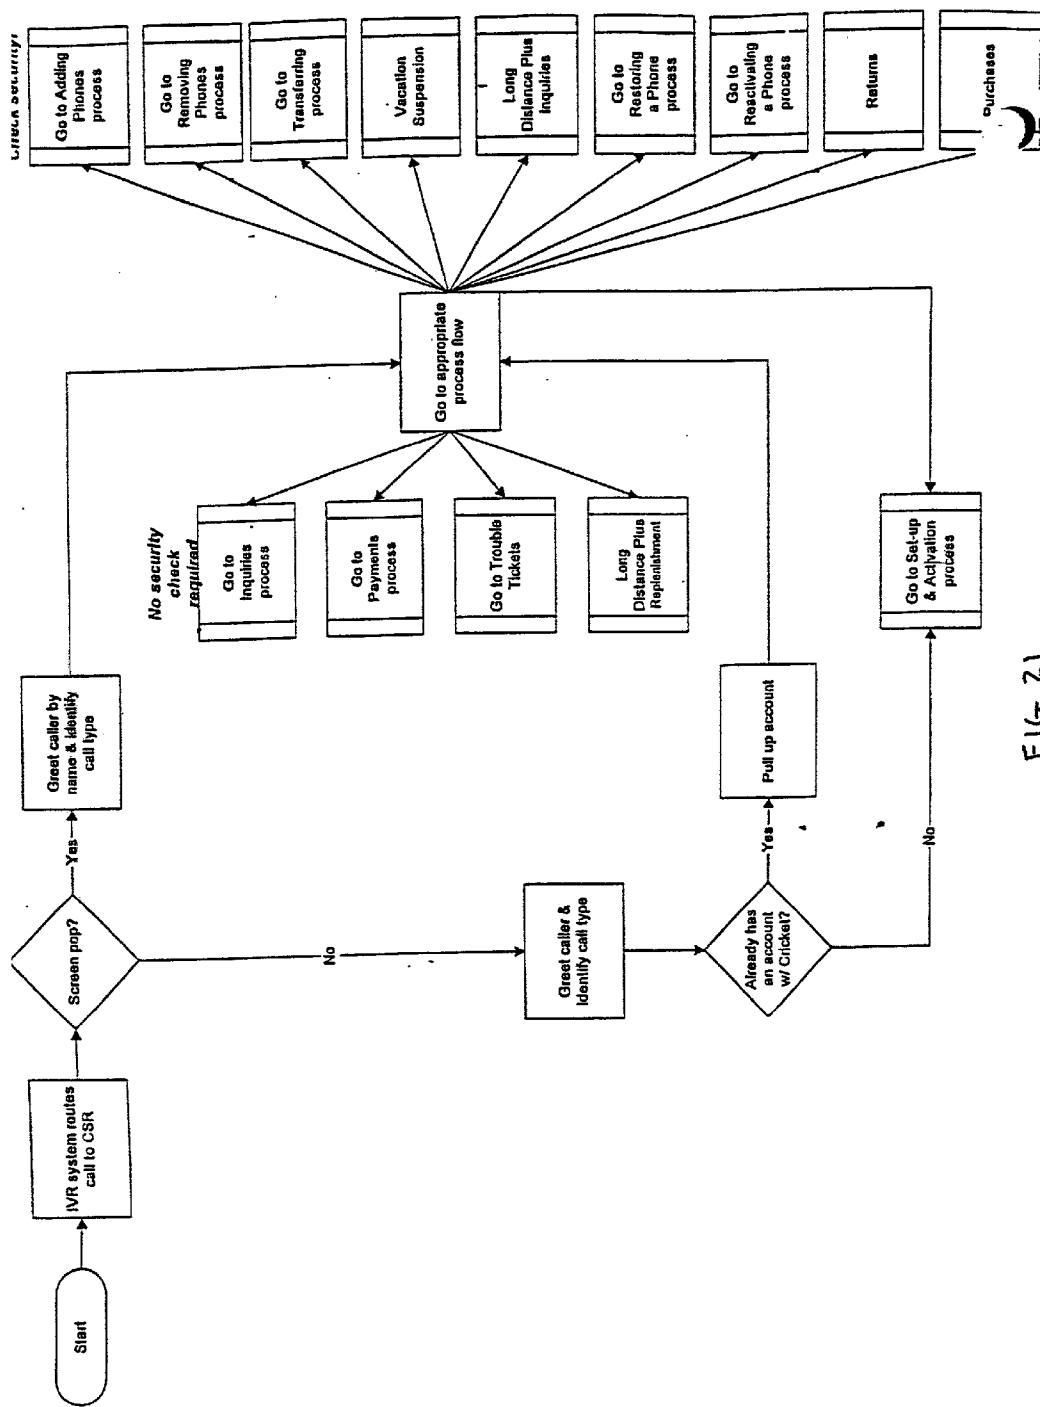 Start
IVR system routes
call to CSR
Screen pop?
Yes
Greet caller by
name & Identify
call type
No
Greet caller &
Identify call type
Already has
an account
w/ Cricket?
Yes
Pull up account
No
Go to Set-up
& Activation
process
Go to appropriate
process flow
No security
check
required
Go to
Inquiries
process
Go to
Payments
process
Go to Trouble
Tickets
Long
Distance Plus
Replenishment
Check security!
Go to Adding
Phones
process
Go to
Removing
Phones
process
Go to
Transferring
process
Vacation
Suspension
Long
Distance Plus
Inquiries
Go to
Restoring
a Phone
process
Go to
Reactivating
a Phone
process
Returns
Purchases
FIG 21